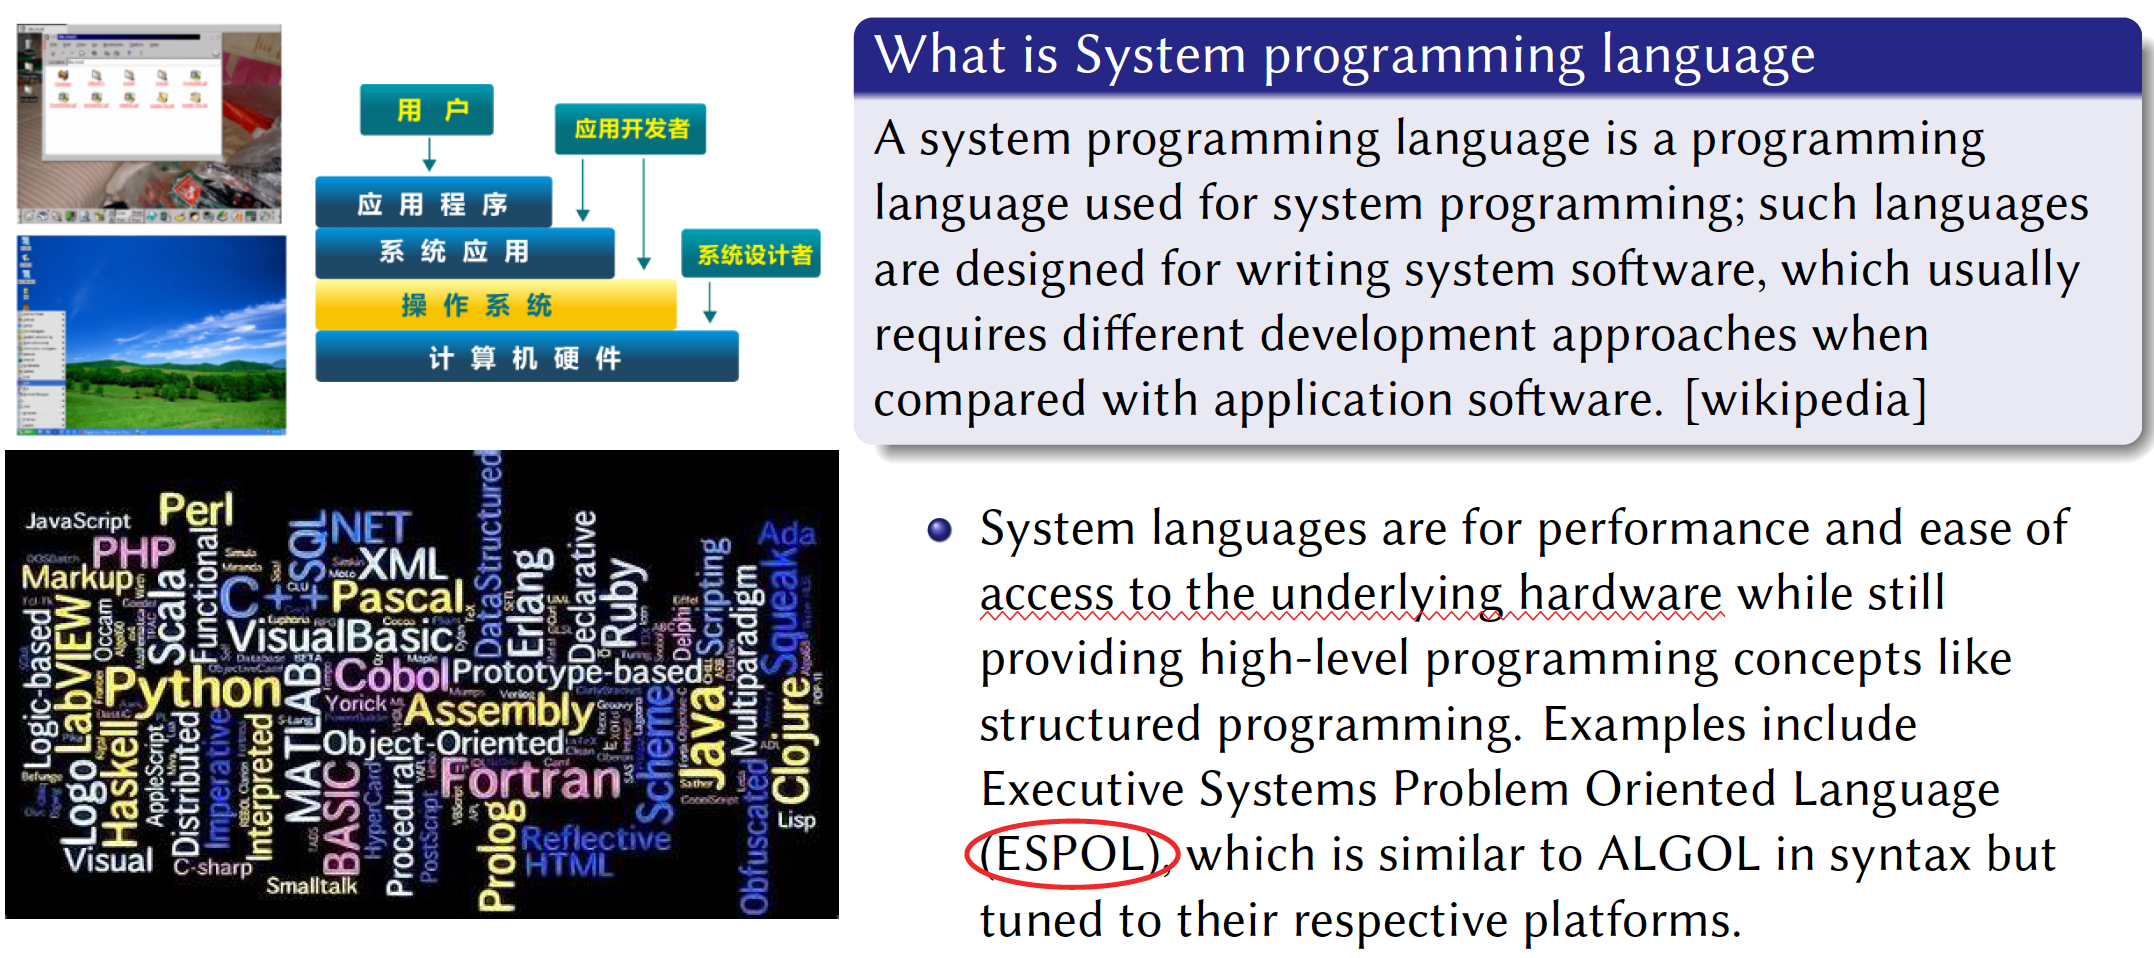 用 户
应用开发者
应 用 程 序
系 统 应 用
系统设计者
操 作 系 统
计 算 机 硬 件
What is System programming language
A system programming language is a programming
language used for system programming; such languages
are designed for writing system software, which usually
requires different development approaches when
compared with application software. [wikipedia]
System languages are for performance and ease of
access to the underlying hardware while still
providing high-level programming concepts like
structured programming. Examples include
Executive Systems Problem Oriented Language
(ESPOL), which is similar to ALGOL in syntax but
tuned to their respective platforms.
JavaScript
Perl
PHP
Markup
Scala
Functional
SQL
NET
XML
C++
Pascal
VisualBasic
DataStructured
Erlang
Declarative
Ruby
Delphi
Scripting
Ada
Squeak
Multiparadigm
Logic-based
LabVIEW
Occam
Python
MATLAB
Cobol
Prototype-based
Yorick
Assembly
Object-Oriented
Fortran
Scheme
Java
Clojure
Logo
Haskell
AppleScript
Distributed
Imperative
Interpreted
BASIC
HyperCard
Procedural
PostScript
Prolog
Reflective
HTML
Obfuscated
Lisp
Visual
C-sharp
Smalltalk